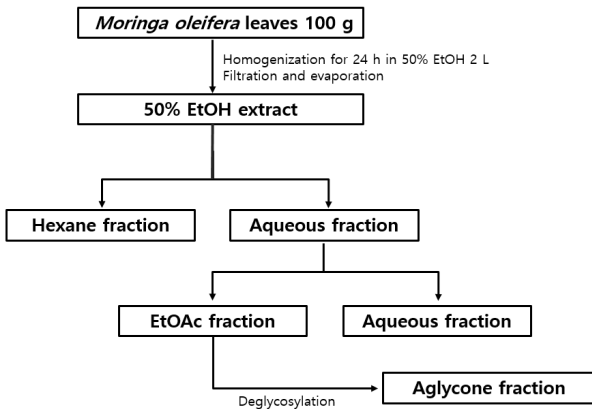 Moringa oleifera leaves 100 g
Homogenization for 24 h in 50% EtOH 2 L
Filtration and evaporation
50% EtOH extract
Hexane fraction
Aqueous fraction
EtOAc fraction
Aqueous fraction
Deglycosylation
Aglycone fraction